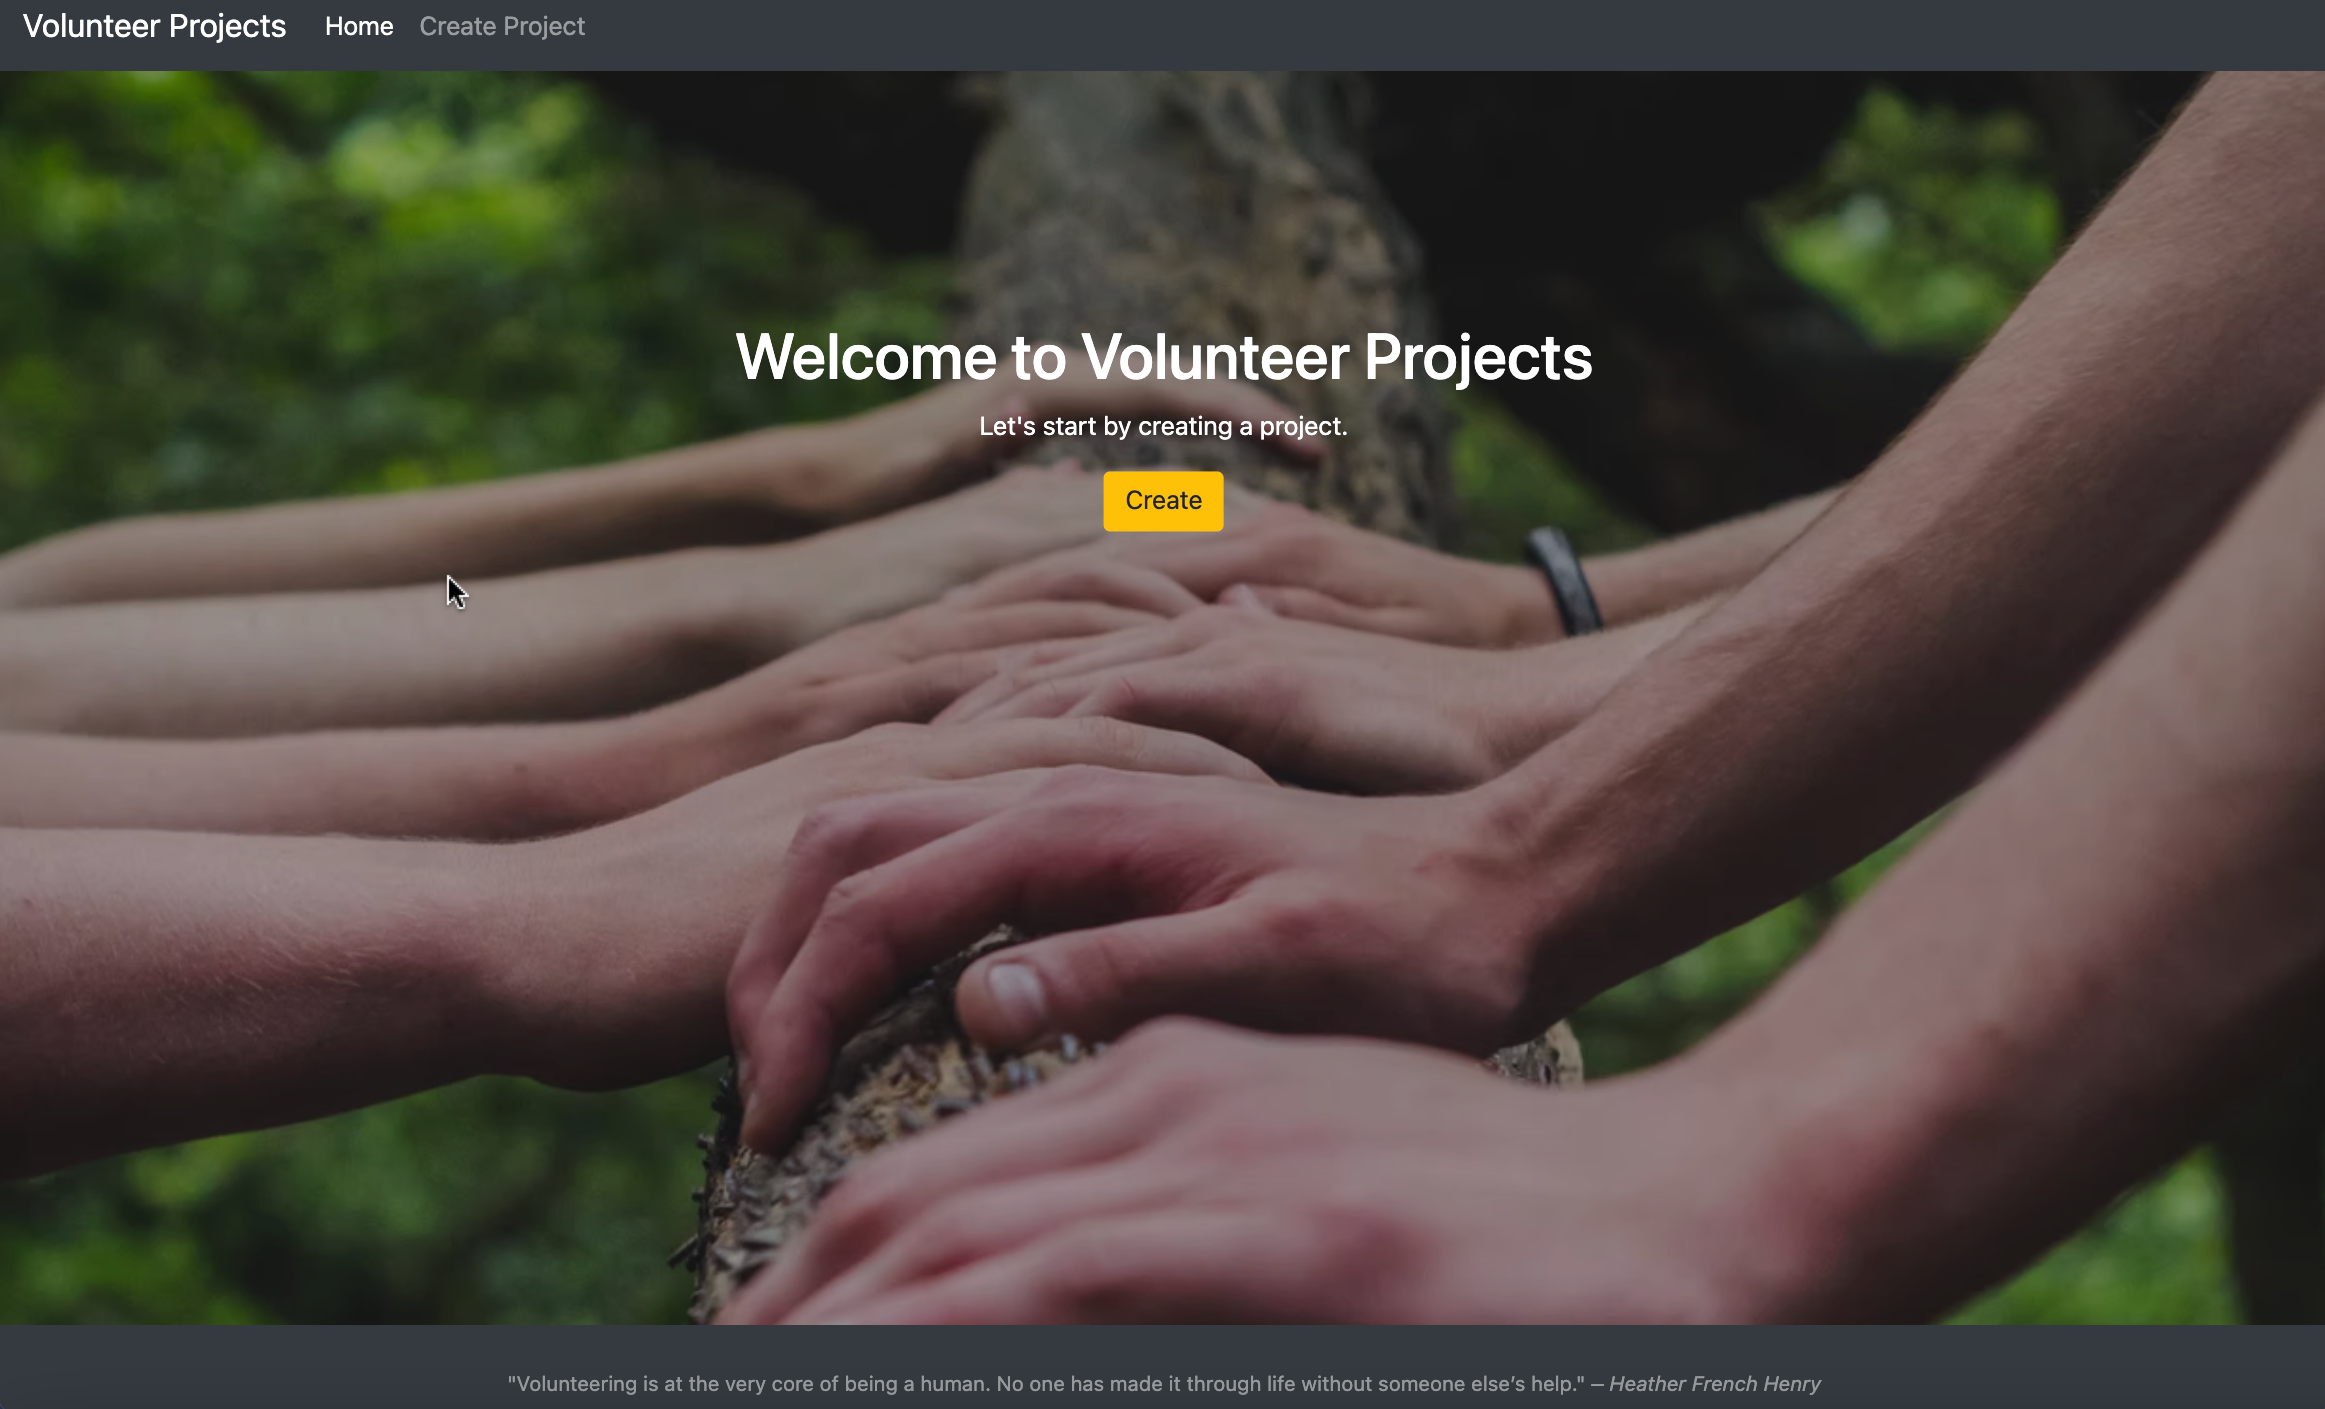 Volunteer Projects Home Create Project
Welcome to Volunteer Projects
Let's start by creating a project.
Create
"Volunteering is at the very core of being a human. No one has made it through life without someone else’s help." — Heather French Henry